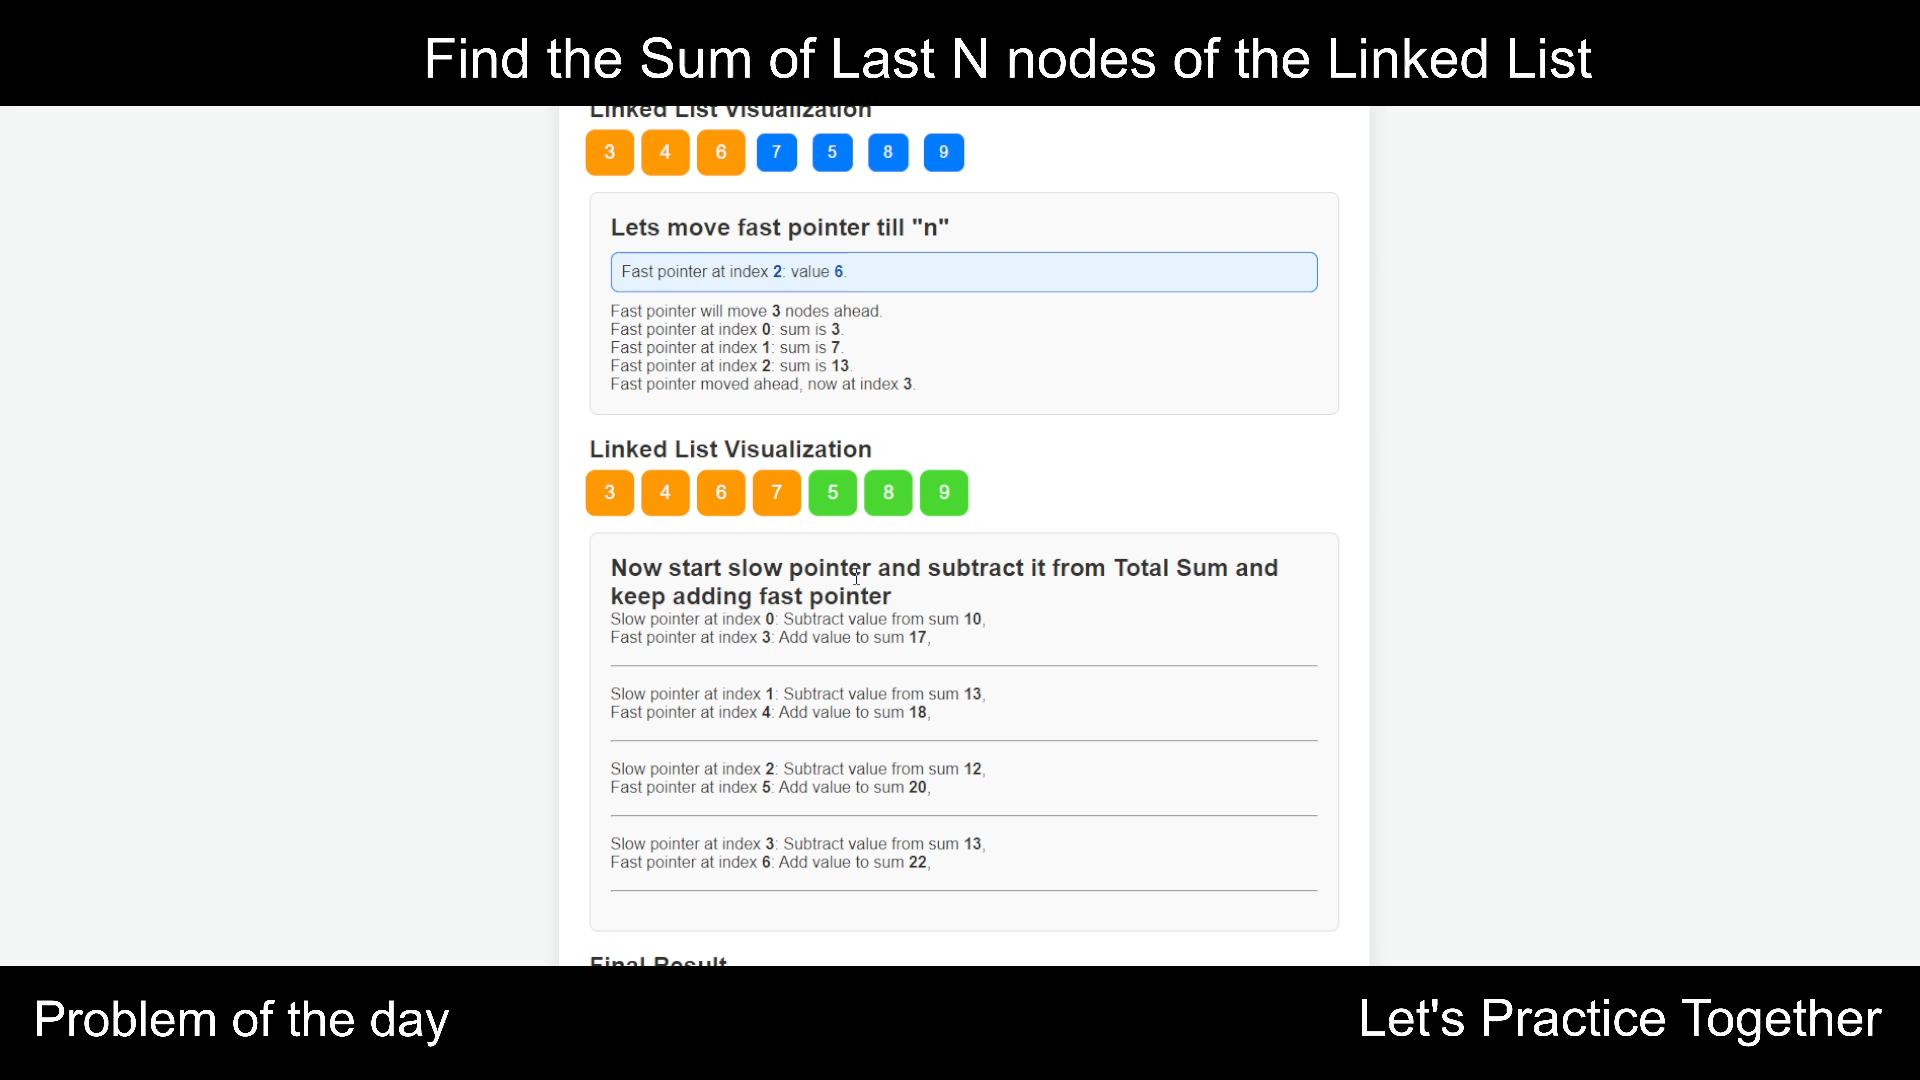 Find the Sum of Last N nodes of the Linked List
Linked List Visualization
3 4 6 7 5 8 9
Lets move fast pointer till "n"
Fast pointer at index 2: value 6.
Fast pointer will move 3 nodes ahead.
Fast pointer at index 0: sum is 3.
Fast pointer at index 1: sum is 7.
Fast pointer at index 2: sum is 13.
Fast pointer moved ahead, now at index 3.
Linked List Visualization
3 4 6 7 5 8 9
Now start slow pointer and subtract it from Total Sum and
keep adding fast pointer
Slow pointer at index 0: Subtract value from sum 10,
Fast pointer at index 3: Add value to sum 17,
Slow pointer at index 1: Subtract value from sum 13,
Fast pointer at index 4: Add value to sum 18,
Slow pointer at index 2: Subtract value from sum 12,
Fast pointer at index 5: Add value to sum 20,
Slow pointer at index 3: Subtract value from sum 13,
Fast pointer at index 6: Add value to sum 22,
Final Result
Problem of the day
Let's Practice Together